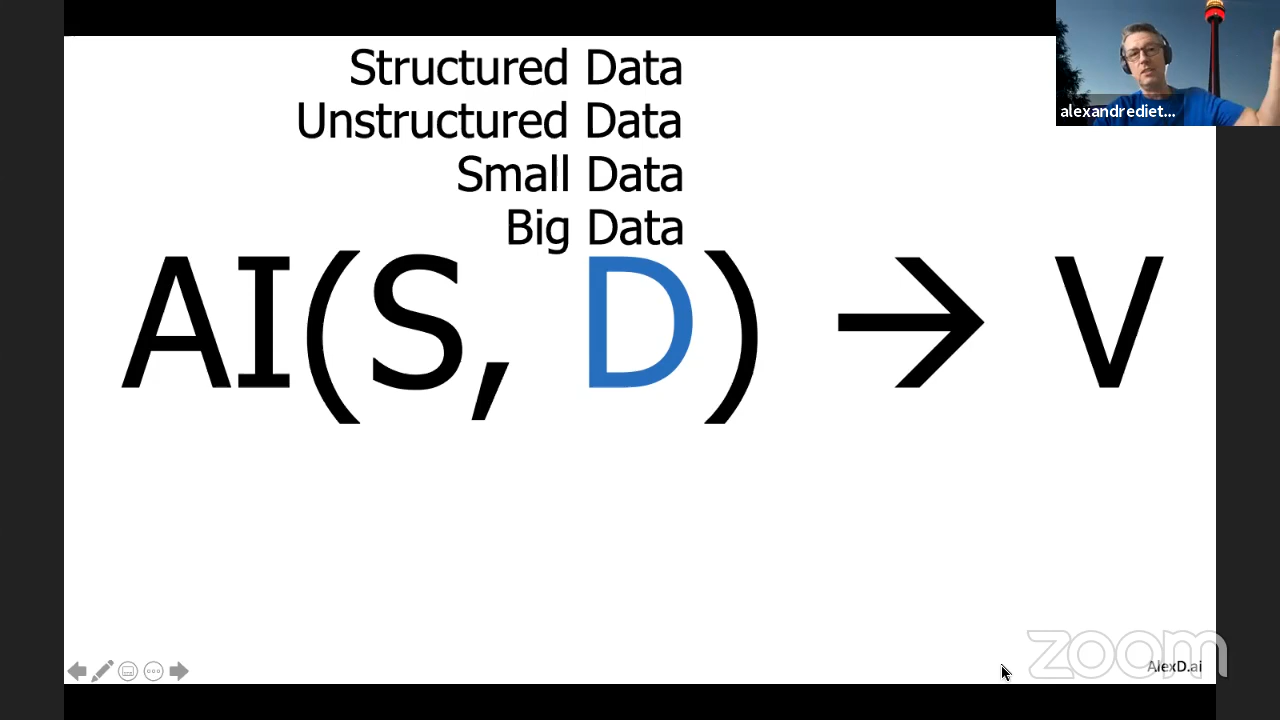 Structured Data
Unstructured Data
Small Data
Big Data
AI(S, D) → V
alexandrediet...
zoom
AlexD.ai